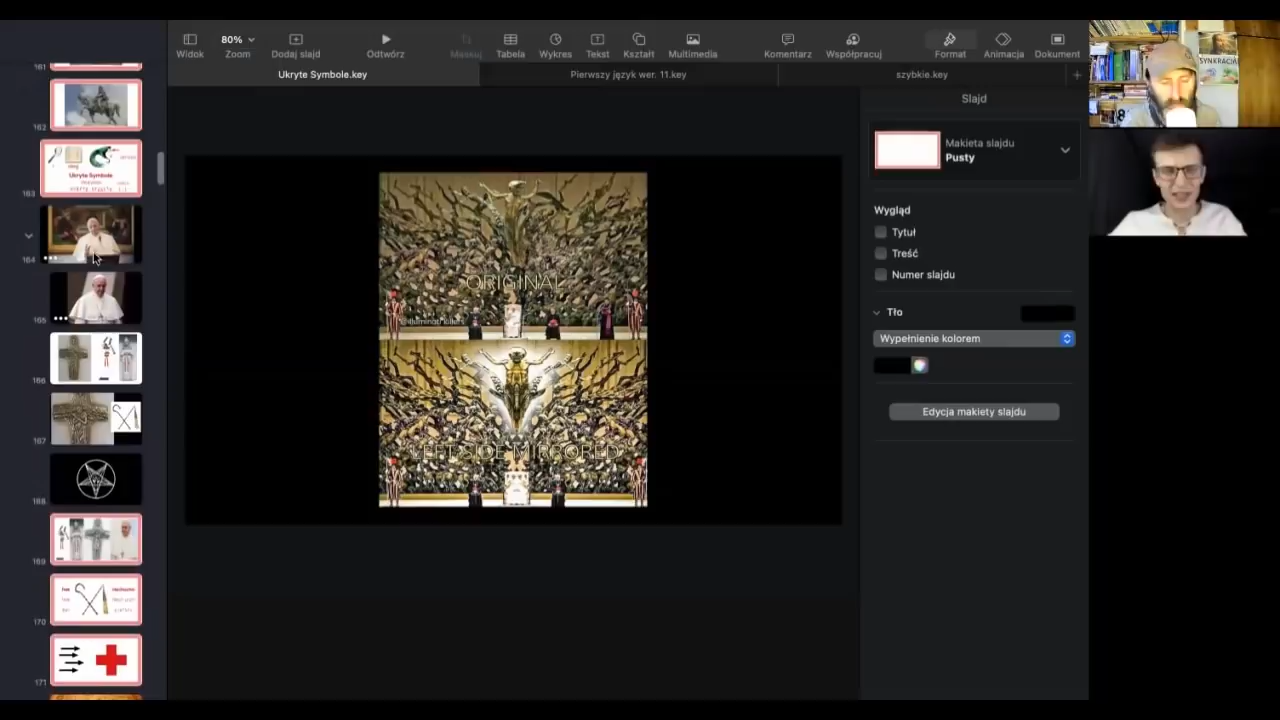 80%
Widok
Zoom
Dodaj slajd
Odtwórz
Maskuj
Tabela
Wykres
Tekst
Kształt
Multimedia
Komentarz
Współpracuj
Format
Animacja
Dokument
Ukryte Symbole.key
Pierwszy język wer. 11.key
szybkie.key
+
161
162
163
Ukryte Symbole
164
165
166
167
168
169
170
171
ORIGINAL
LEFT SIDE MIRRORED
Slajd
Makieta slajdu
Pusty
Wygląd
Tytuł
Treść
Numer slajdu
Tło
Wypełnienie kolorem
Edycja makiety slajdu
SYNKRACJA